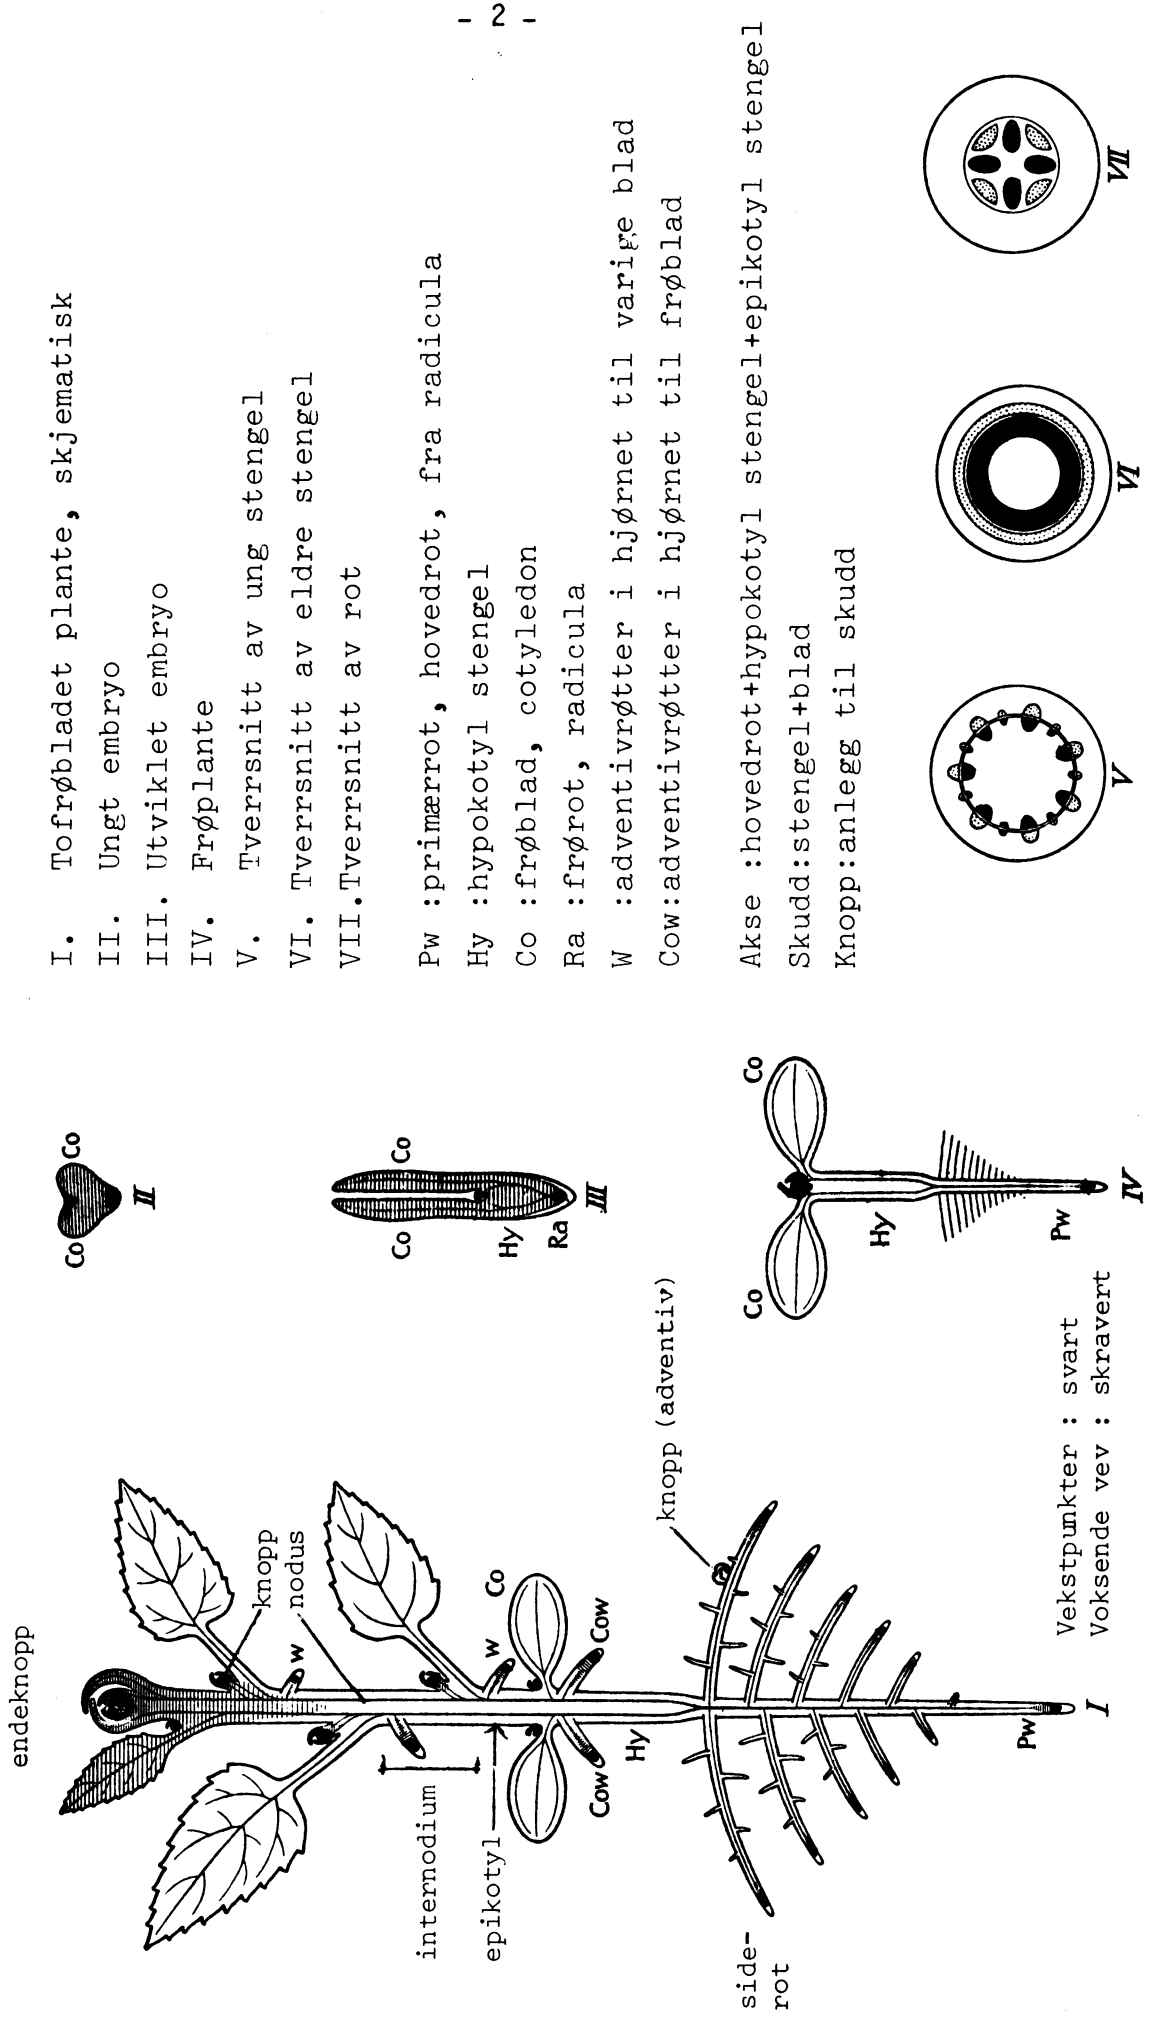 - 2 -
endeknopp
knopp
nodus
w
w
internodium
epikotyl
Co
Cow
Cow
Hy
knopp (adventiv)
side-
rot
Pw
I
Vekstpunkter : svart
Voksende vev : skravert
Co
Co
II
Co
Co
Hy
Ra
III
Co
Co
Hy
Pw
IV
I. Tofrøbladet plante, skjematisk
II. Ungt embryo
III. Utviklet embryo
IV. Frøplante
V. Tverrsnitt av ung stengel
VI. Tverrsnitt av eldre stengel
VII. Tverrsnitt av rot
Pw :primærrot, hovedrot, fra radicula
Hy :hypokotyl stengel
Co :frøblad, cotyledon
Ra :frørot, radicula
W :adventivrøtter i hjørnet til varige blad
Cow:adventivrøtter i hjørnet til frøblad
Akse :hovedrot+hypokotyl stengel+epikotyl stengel
Skudd:stengel+blad
Knopp:anlegg til skudd
V
VI
VII